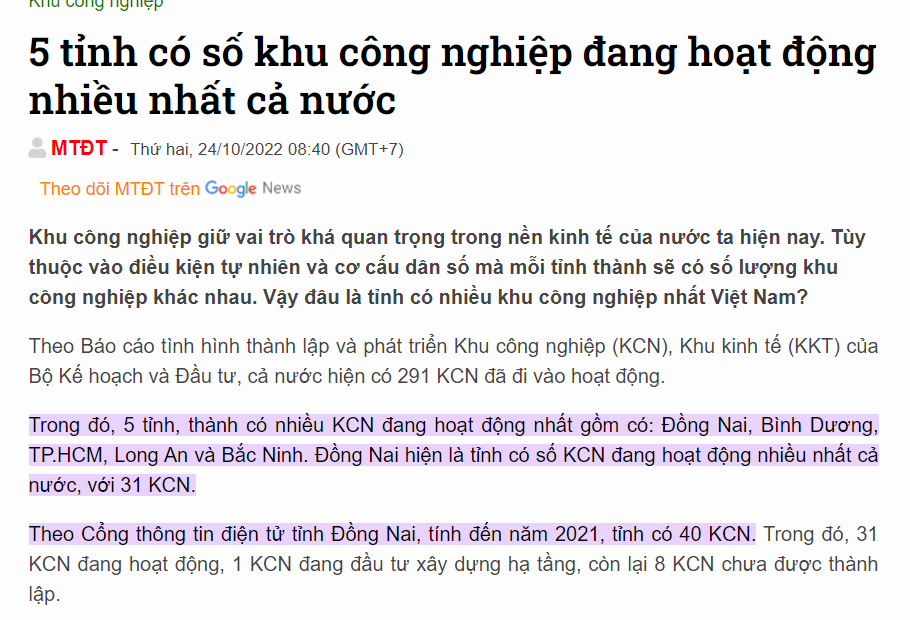 Khu công nghiệp
5 tỉnh có số khu công nghiệp đang hoạt động
nhiều nhất cả nước
MTĐT - Thứ hai, 24/10/2022 08:40 (GMT+7)
Theo dõi MTĐT trên Google News
Khu công nghiệp giữ vai trò khá quan trọng trong nền kinh tế của nước ta hiện nay. Tùy
thuộc vào điều kiện tự nhiên và cơ cấu dân số mà mỗi tỉnh thành sẽ có số lượng khu
công nghiệp khác nhau. Vậy đâu là tỉnh có nhiều khu công nghiệp nhất Việt Nam?
Theo Báo cáo tình hình thành lập và phát triển Khu công nghiệp (KCN), Khu kinh tế (KKT) của
Bộ Kế hoạch và Đầu tư, cả nước hiện có 291 KCN đã đi vào hoạt động.
Trong đó, 5 tỉnh, thành có nhiều KCN đang hoạt động nhất gồm có: Đồng Nai, Bình Dương,
TP.HCM, Long An và Bắc Ninh. Đồng Nai hiện là tỉnh có số KCN đang hoạt động nhiều nhất cả
nước, với 31 KCN.
Theo Cổng thông tin điện tử tỉnh Đồng Nai, tính đến năm 2021, tỉnh có 40 KCN. Trong đó, 31
KCN đang hoạt động, 1 KCN đang đầu tư xây dựng hạ tầng, còn lại 8 KCN chưa được thành
lập.